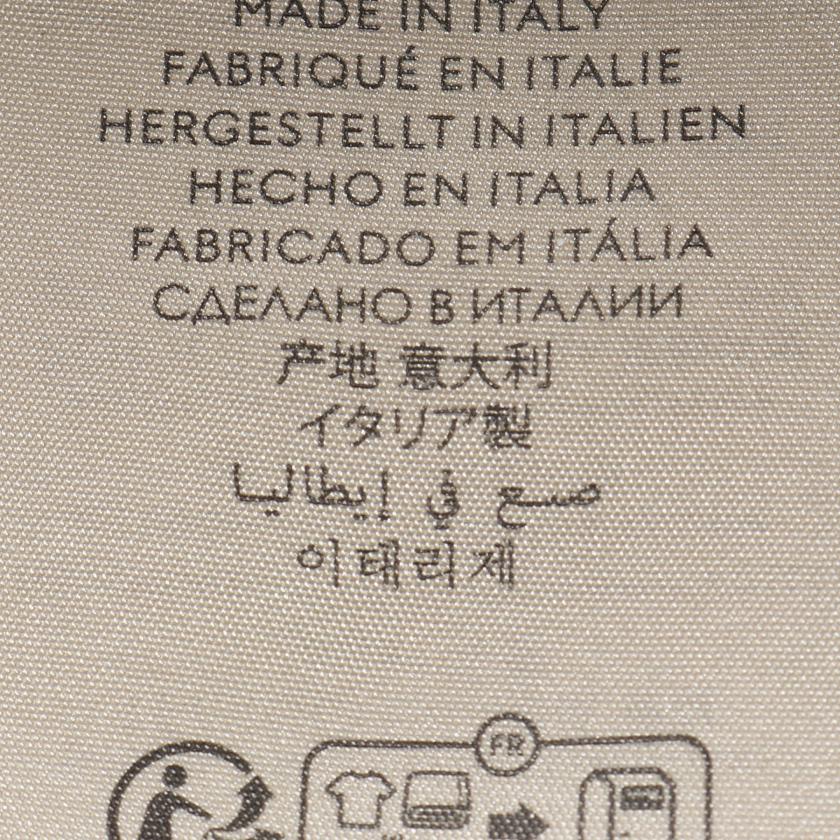 MADE IN ITALY
FABRIQUÉ EN ITALIE
HERGESTELLT IN ITALIEN
HECHO EN ITALIA
FABRICADO EM ITÁLIA
СДЕЛАНО В ИТАЛИИ
产地 意大利
イタリア製
صنع في إيطاليا
이태리제
FR